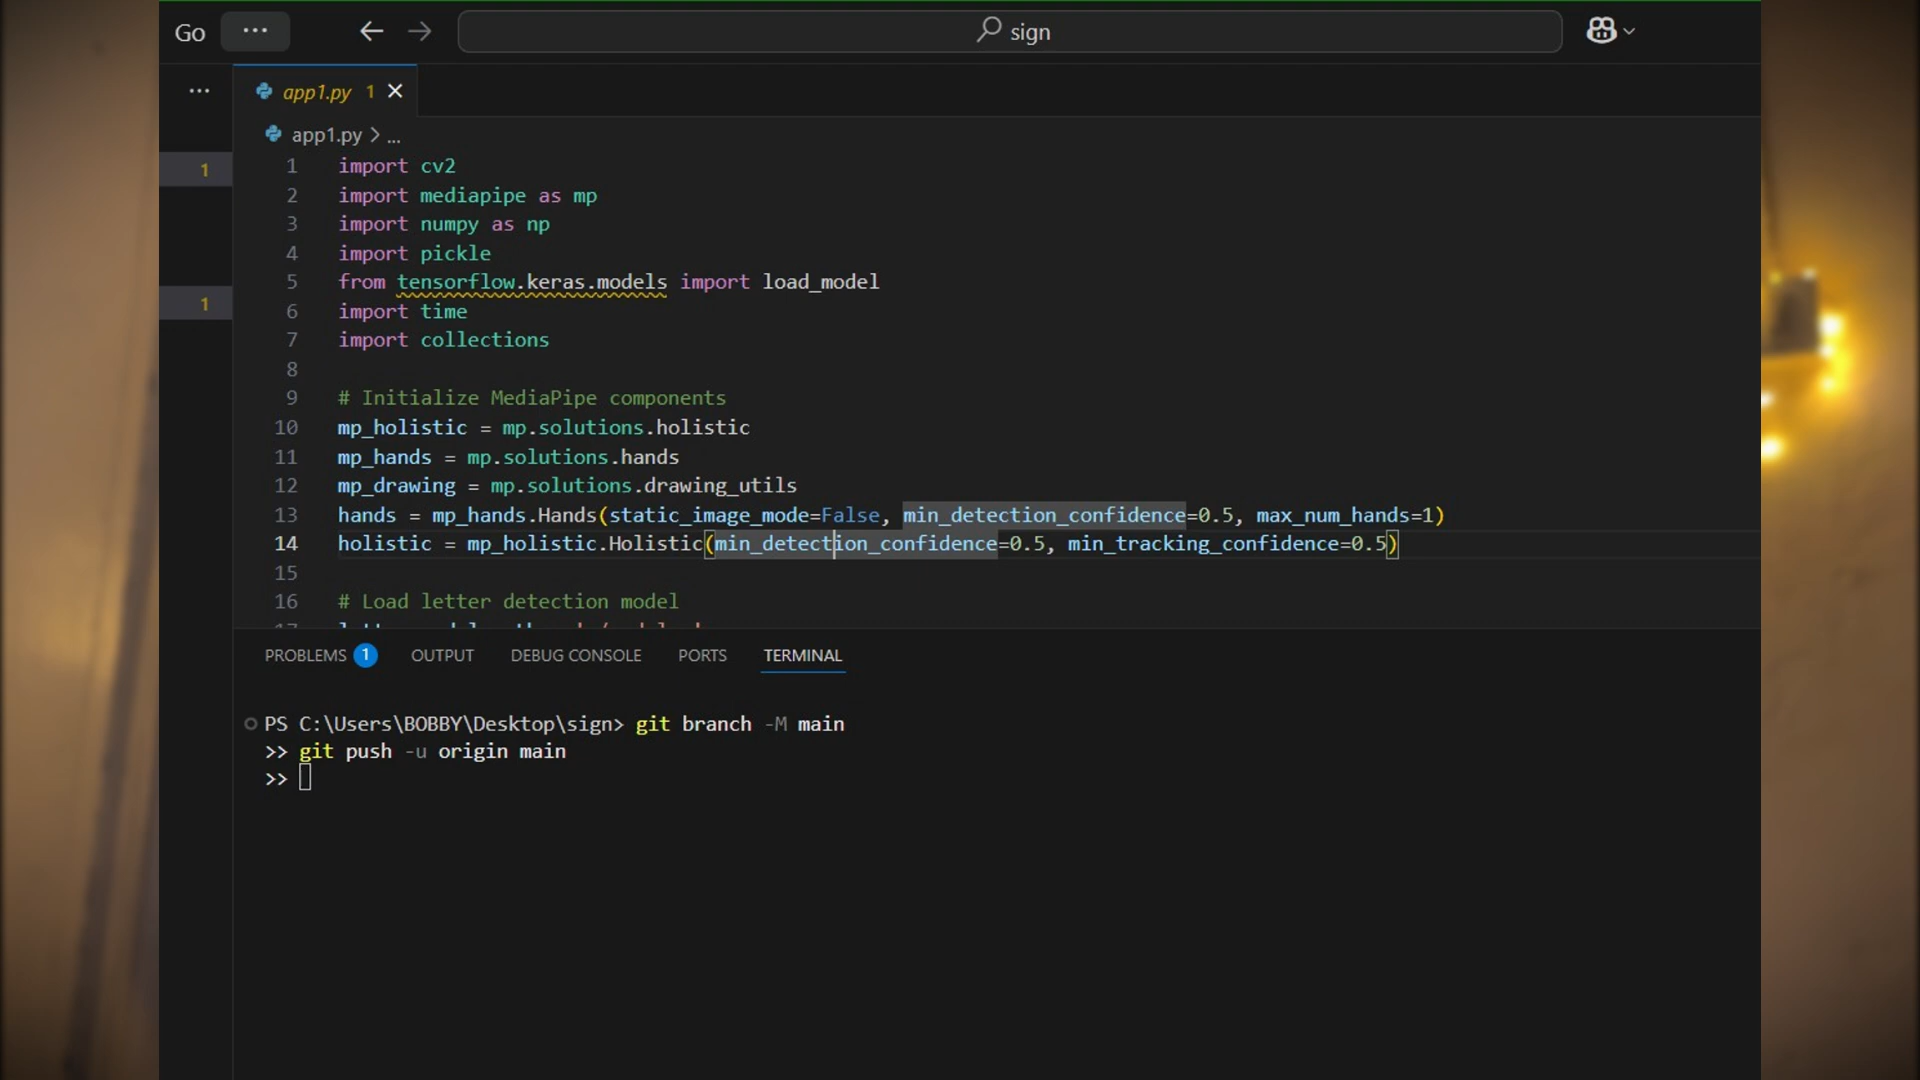 Go ...
sign
...
app1.py 1
app1.py > ...
1
1
1 import cv2
2 import mediapipe as mp
3 import numpy as np
4 import pickle
5 from tensorflow.keras.models import load_model
6 import time
7 import collections
8
9 # Initialize MediaPipe components
10 mp_holistic = mp.solutions.holistic
11 mp_hands = mp.solutions.hands
12 mp_drawing = mp.solutions.drawing_utils
13 hands = mp_hands.Hands(static_image_mode=False, min_detection_confidence=0.5, max_num_hands=1)
14 holistic = mp_holistic.Holistic(min_detection_confidence=0.5, min_tracking_confidence=0.5)
15
16 # Load letter detection model
PROBLEMS 1 OUTPUT DEBUG CONSOLE PORTS TERMINAL
PS C:\Users\BOBBY\Desktop\sign> git branch -M main
>> git push -u origin main
>>